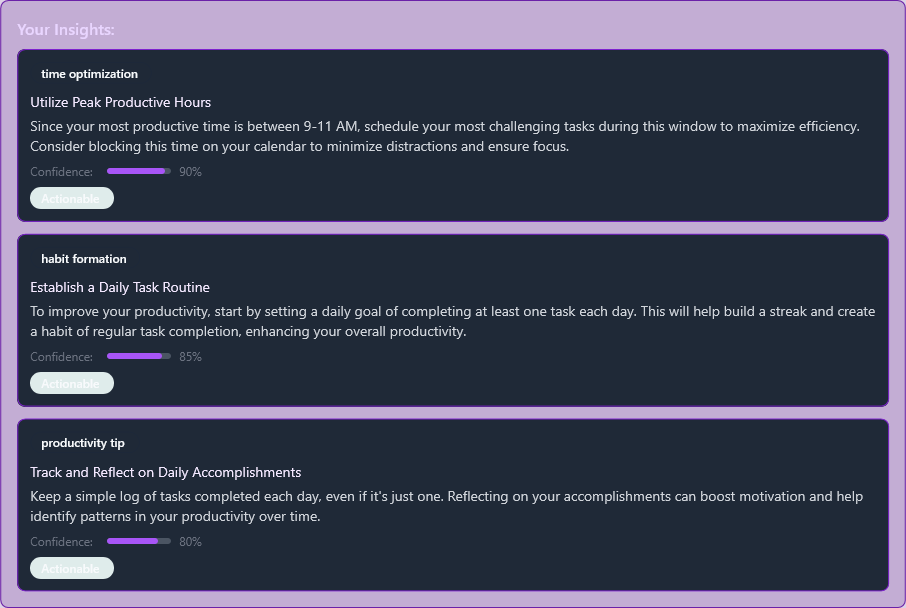 Your Insights:
time optimization
Utilize Peak Productive Hours
Since your most productive time is between 9-11 AM, schedule your most challenging tasks during this window to maximize efficiency.
Consider blocking this time on your calendar to minimize distractions and ensure focus.
Confidence: 90%
Actionable
habit formation
Establish a Daily Task Routine
To improve your productivity, start by setting a daily goal of completing at least one task each day. This will help build a streak and create
a habit of regular task completion, enhancing your overall productivity.
Confidence: 85%
Actionable
productivity tip
Track and Reflect on Daily Accomplishments
Keep a simple log of tasks completed each day, even if it's just one. Reflecting on your accomplishments can boost motivation and help
identify patterns in your productivity over time.
Confidence: 80%
Actionable